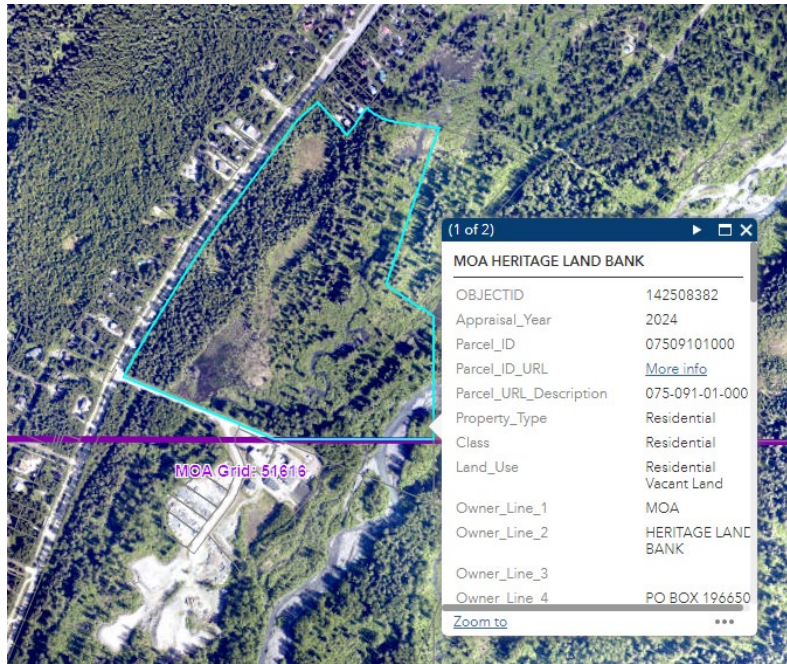 (1 of 2)
MOA HERITAGE LAND BANK
OBJECTID 142508382
Appraisal_Year 2024
Parcel_ID 07509101000
Parcel_ID_URL More info
Parcel_URL_Description 075-091-01-000
Property_Type Residential
Class Residential
Land_Use Residential
Vacant Land
Owner_Line_1 MOA
Owner_Line_2 HERITAGE LAND
BANK
Owner_Line_3
Owner_Line_4 PO BOX 196650
Zoom to
MOA Grid: 51616